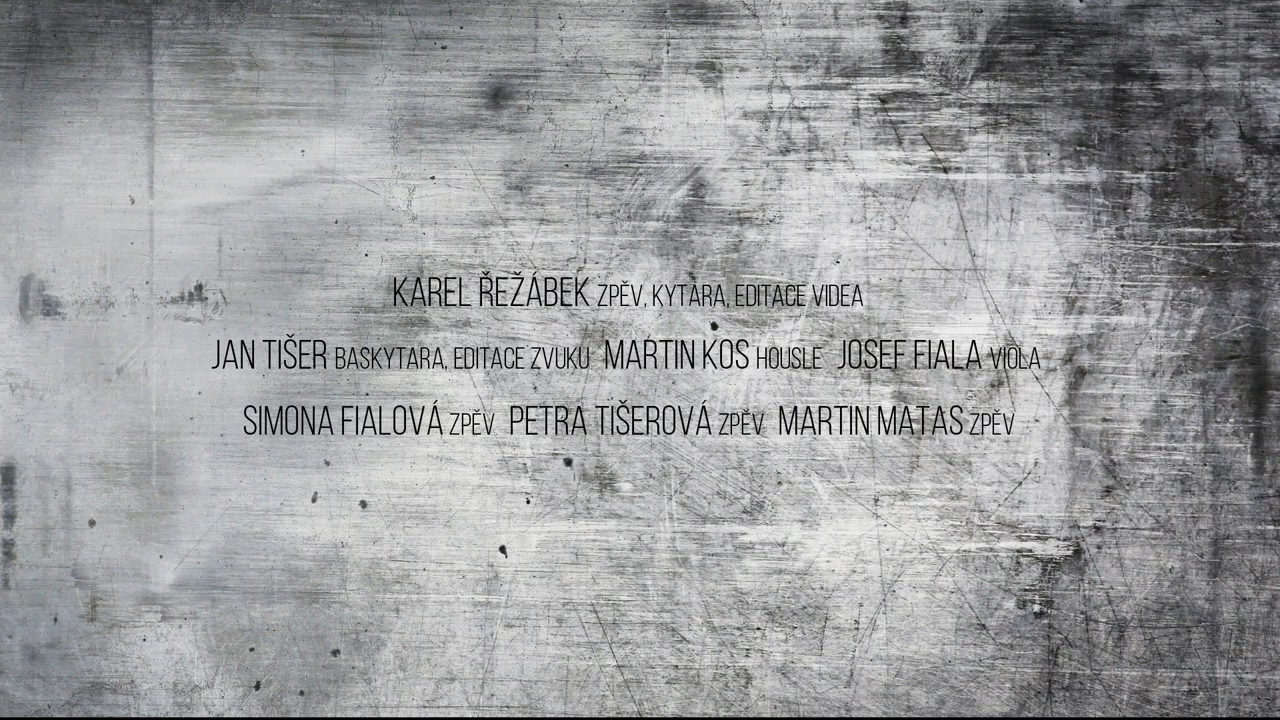 KAREL ŘEŽÁBEK ZPĚV, KYTARA, EDITACE VIDEA
JAN TIŠER BASKYTARA, EDITACE ZVUKU MARTIN KOS HOUSLE JOSEF FIALA VIOLA
SIMONA FIALOVÁ ZPĚV PETRA TIŠEROVÁ ZPĚV MARTIN MATAS ZPĚV